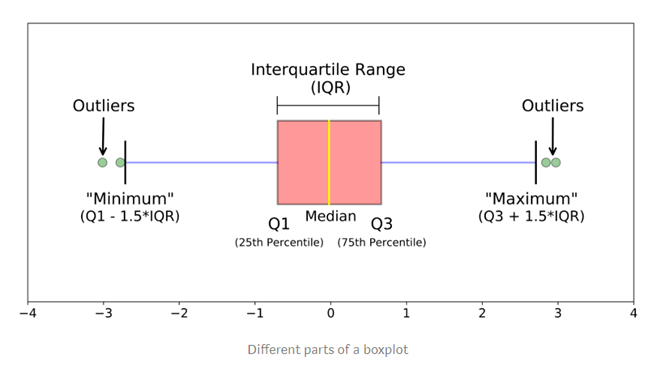 Interquartile Range
(IQR)
Outliers
Outliers
"Minimum"
(Q1 - 1.5*IQR)
"Maximum"
(Q3 + 1.5*IQR)
Q1
Median
Q3
(25th Percentile)
(75th Percentile)
−4
−3
−2
−1
0
1
2
3
4
Different parts of a boxplot